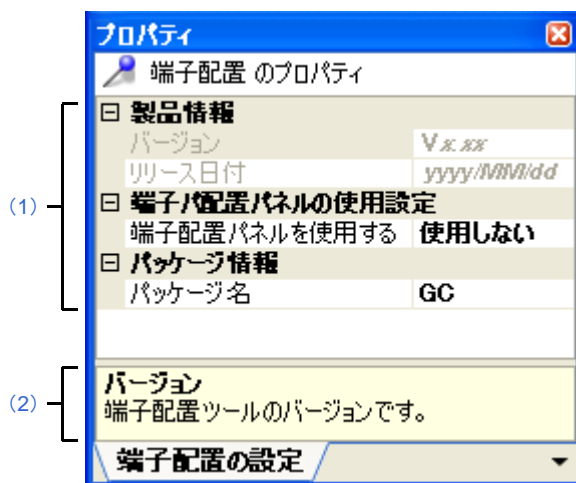 プロパティ
端子配置 のプロパティ
製品情報
バージョン Vx.xx
リリース日付 yyyy/MM/dd
端子パ配置パネルの使用設定
端子配置パネルを使用する 使用しない
パッケージ情報
パッケージ名 GC
(1)
バージョン
端子配置ツールのバージョンです。
(2)
端子配置の設定